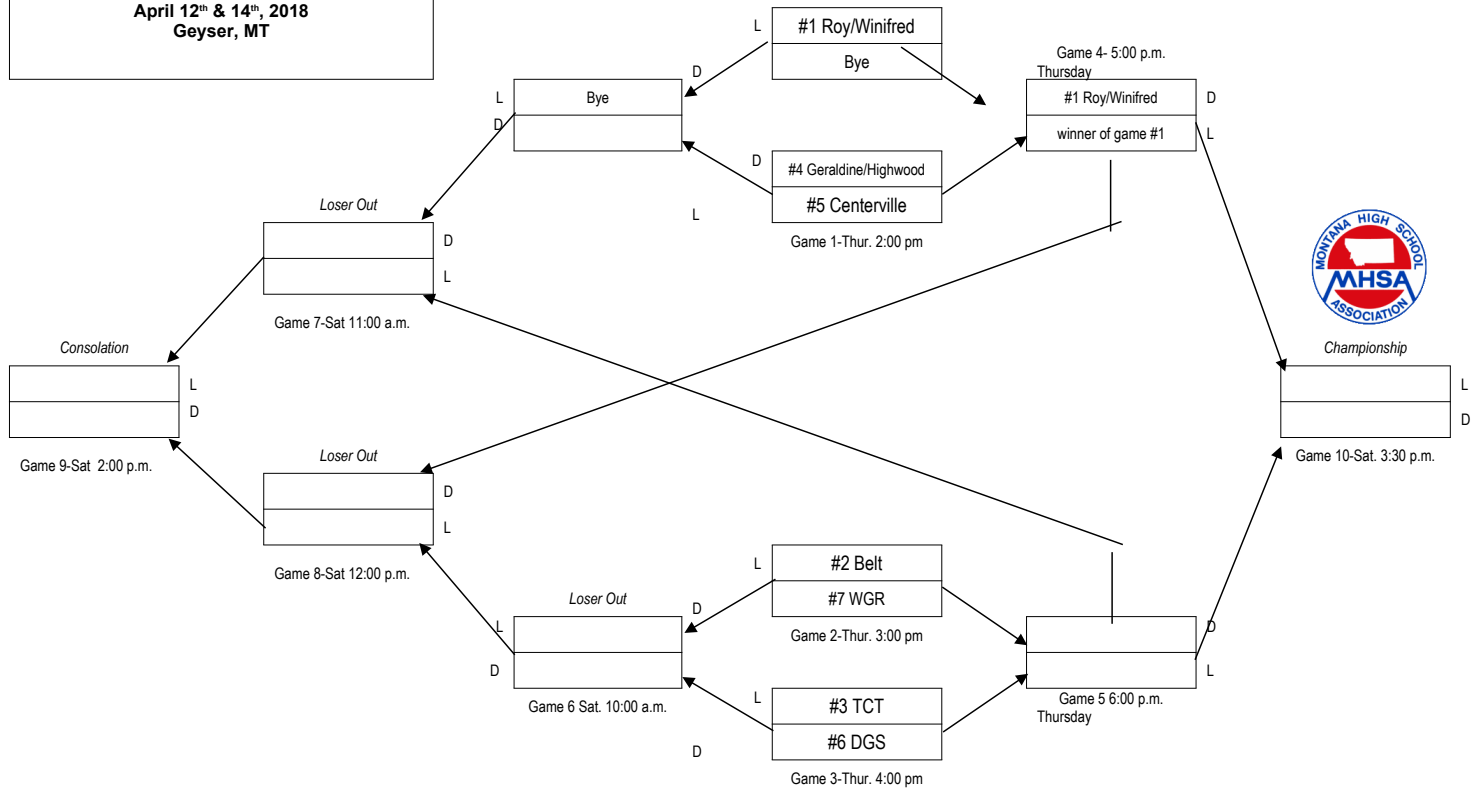 April 12th & 14th, 2018
Geyser, MT
L
#1 Roy/Winifred
Bye
D
Game 4- 5:00 p.m.
Thursday
L
Bye
D
#1 Roy/Winifred
D
winner of game #1
L
D
#4 Geraldine/Highwood
#5 Centerville
L
Game 1-Thur. 2:00 pm
Loser Out
D
L
Game 7-Sat 11:00 a.m.
MONTANA HIGH SCHOOL
MHSA
ASSOCIATION
Consolation
L
D
Game 9-Sat 2:00 p.m.
Championship
L
D
Game 10-Sat. 3:30 p.m.
Loser Out
D
L
Game 8-Sat 12:00 p.m.
L
#2 Belt
#7 WGR
D
Game 2-Thur. 3:00 pm
Loser Out
L
D
Game 6 Sat. 10:00 a.m.
D
L
Game 5 6:00 p.m.
Thursday
L
#3 TCT
#6 DGS
D
Game 3-Thur. 4:00 pm